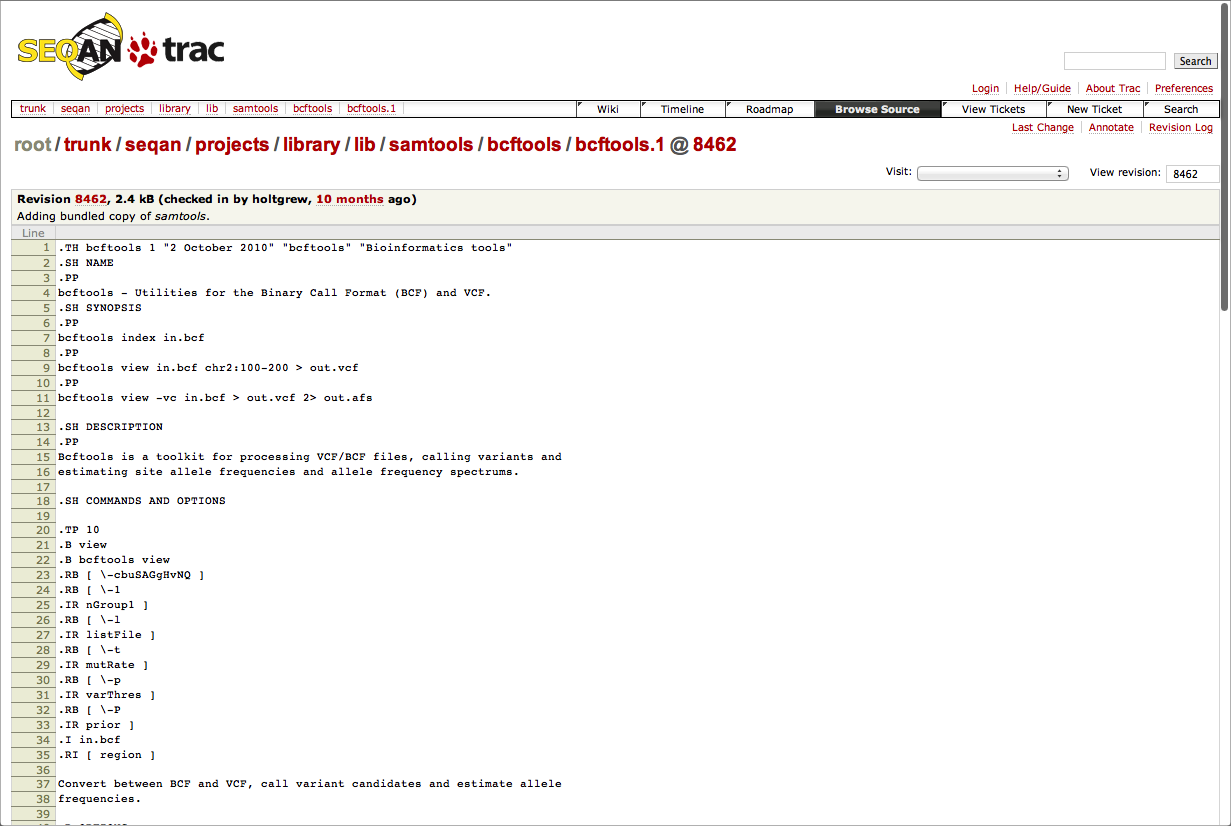 SEQAN trac
Search
Login Help/Guide About Trac Preferences
trunk seqan projects library lib samtools bcftools bcftools.1 Wiki Timeline Roadmap Browse Source View Tickets New Ticket Search
Last Change Annotate Revision Log
root / trunk / seqan / projects / library / lib / samtools / bcftools / bcftools.1 @ 8462
Visit: View revision: 8462
Revision 8462, 2.4 kB (checked in by holtgrew, 10 months ago)
Adding bundled copy of samtools.
Line
1 .TH bcftools 1 "2 October 2010" "bcftools" "Bioinformatics tools"
2 .SH NAME
3 .PP
4 bcftools - Utilities for the Binary Call Format (BCF) and VCF.
5 .SH SYNOPSIS
6 .PP
7 bcftools index in.bcf
8 .PP
9 bcftools view in.bcf chr2:100-200 > out.vcf
10 .PP
11 bcftools view -vc in.bcf > out.vcf 2> out.afs
12
13 .SH DESCRIPTION
14 .PP
15 Bcftools is a toolkit for processing VCF/BCF files, calling variants and
16 estimating site allele frequencies and allele frequency spectrums.
17
18 .SH COMMANDS AND OPTIONS
19
20 .TP 10
21 .B view
22 .B bcftools view
23 .RB [ \-cbuSAGgHvNQ ]
24 .RB [ \-1
25 .IR nGroup1 ]
26 .RB [ \-l
27 .IR listFile ]
28 .RB [ \-t
29 .IR mutRate ]
30 .RB [ \-p
31 .IR varThres ]
32 .RB [ \-P
33 .IR prior ]
34 .I in.bcf
35 .RI [ region ]
36
37 Convert between BCF and VCF, call variant candidates and estimate allele
38 frequencies.
39